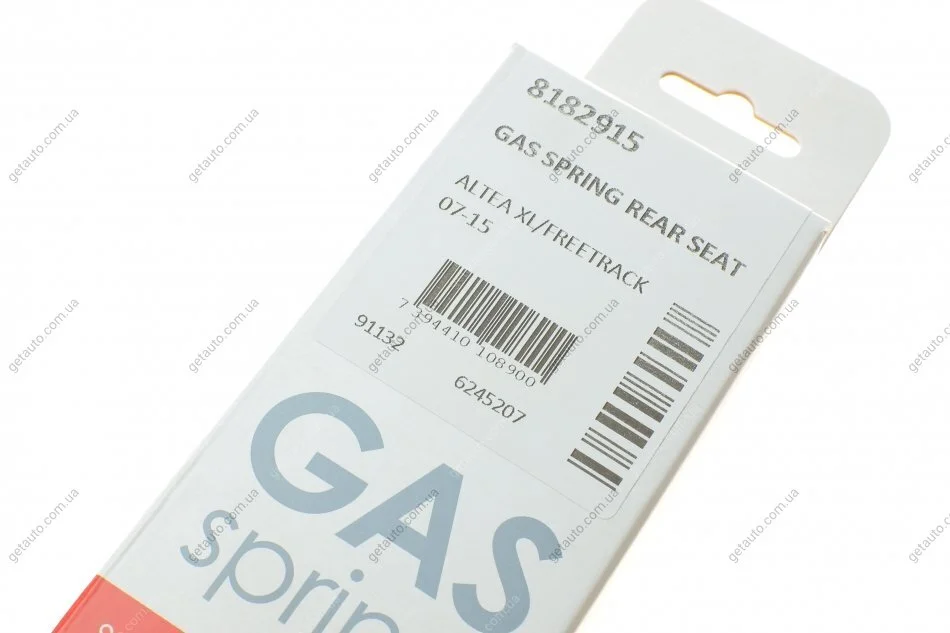 8182915
GAS SPRING REAR SEAT
ALTEA XL/FREETRACK
07-15
7 394410 108900
91132
6245207
GAS
sprin
getauto.com.ua